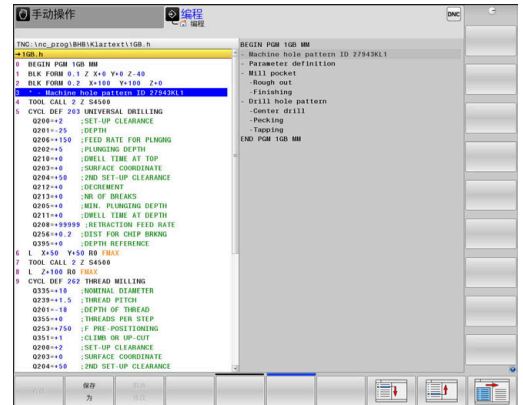 手动操作
编程
编程
DNC
TNC:\nc_prog\BHB\Klartext\1GB.h
→1GB.h
0 BEGIN PGM 1GB MM
1 BLK FORM 0.1 Z X+0 Y+0 Z-40
2 BLK FORM 0.2 X+100 Y+100 Z+0
3 * - Machine hole pattern ID 27943KL1
4 TOOL CALL 2 Z S4500
5 CYCL DEF 203 UNIVERSAL DRILLING
Q200=+2 ;SET-UP CLEARANCE
Q201=-25 ;DEPTH
Q206=+150 ;FEED RATE FOR PLNGNG
Q202=+5 ;PLUNGING DEPTH
Q210=+0 ;DWELL TIME AT TOP
Q203=+0 ;SURFACE COORDINATE
Q204=+50 ;2ND SET-UP CLEARANCE
Q212=+0 ;DECREMENT
Q213=+0 ;NR OF BREAKS
Q205=+0 ;MIN. PLUNGING DEPTH
Q211=+0 ;DWELL TIME AT DEPTH
Q208=+99999 ;RETRACTION FEED RATE
Q256=+0.2 ;DIST FOR CHIP BRKNG
Q395=+0 ;DEPTH REFERENCE
6 L X+50 Y+50 R0 FMAX
7 TOOL CALL 2 Z S4500
8 L Z+100 R0 FMAX
9 CYCL DEF 262 THREAD MILLING
Q335=+10 ;NOMINAL DIAMETER
Q239=+1.5 ;THREAD PITCH
Q201=-18 ;DEPTH OF THREAD
Q355=+0 ;THREADS PER STEP
Q253=+750 ;F PRE-POSITIONING
Q351=+1 ;CLIMB OR UP-CUT
Q200=+2 ;SET-UP CLEARANCE
Q203=+0 ;SURFACE COORDINATE
Q204=+50 ;2ND SET-UP CLEARANCE
BEGIN PGM 1GB MM
- Machine hole pattern ID 27943KL1
- Parameter definition
- Mill pocket
-Rough out
-Finishing
- Drill hole pattern
-Center drill
-Pecking
-Tapping
END PGM 1GB MM
保存
为